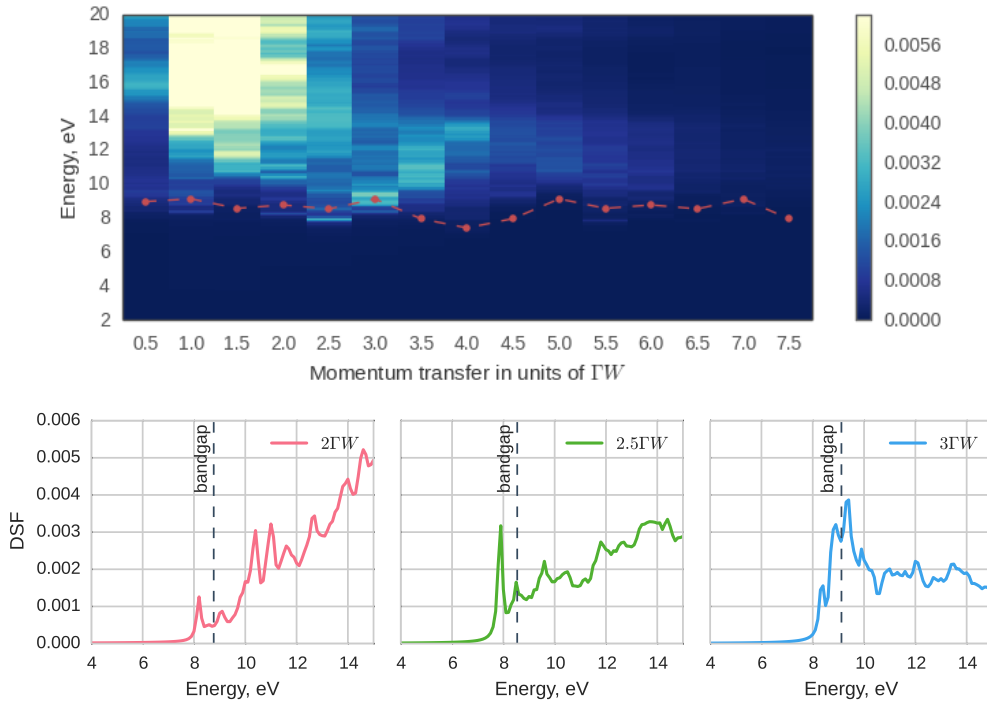 20
18
16
14
12
10
8
6
4
2
Energy, eV
0.5 1.0 1.5 2.0 2.5 3.0 3.5 4.0 4.5 5.0 5.5 6.0 6.5 7.0 7.5
Momentum transfer in units of ΓW
0.0056
0.0048
0.0040
0.0032
0.0024
0.0016
0.0008
0.0000
0.006
0.005
0.004
0.003
0.002
0.001
0.000
DSF
bandgap
2ΓW
4 6 8 10 12 14
Energy, eV
bandgap
2.5ΓW
4 6 8 10 12 14
Energy, eV
bandgap
3ΓW
4 6 8 10 12 14
Energy, eV